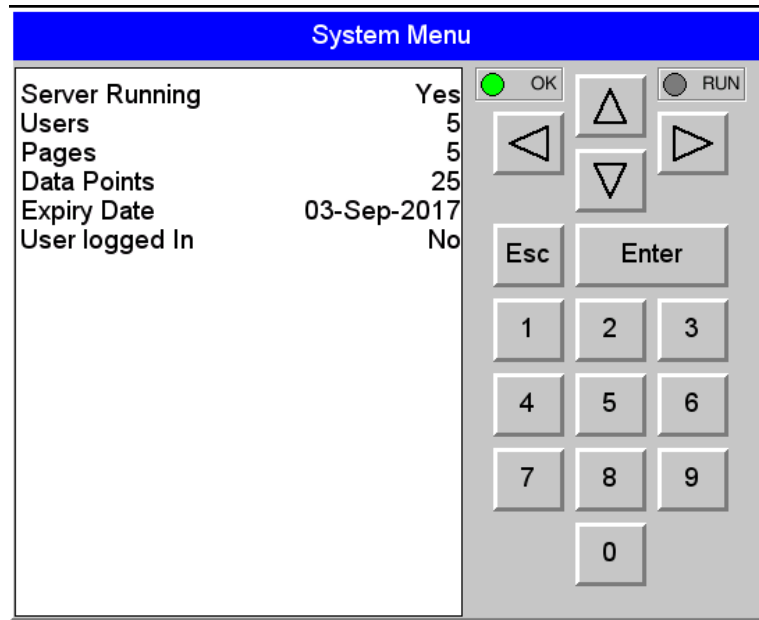 System Menu
Server Running Yes
Users 5
Pages 5
Data Points 25
Expiry Date 03-Sep-2017
User logged In No
OK RUN
Esc Enter
1 2 3
4 5 6
7 8 9
0